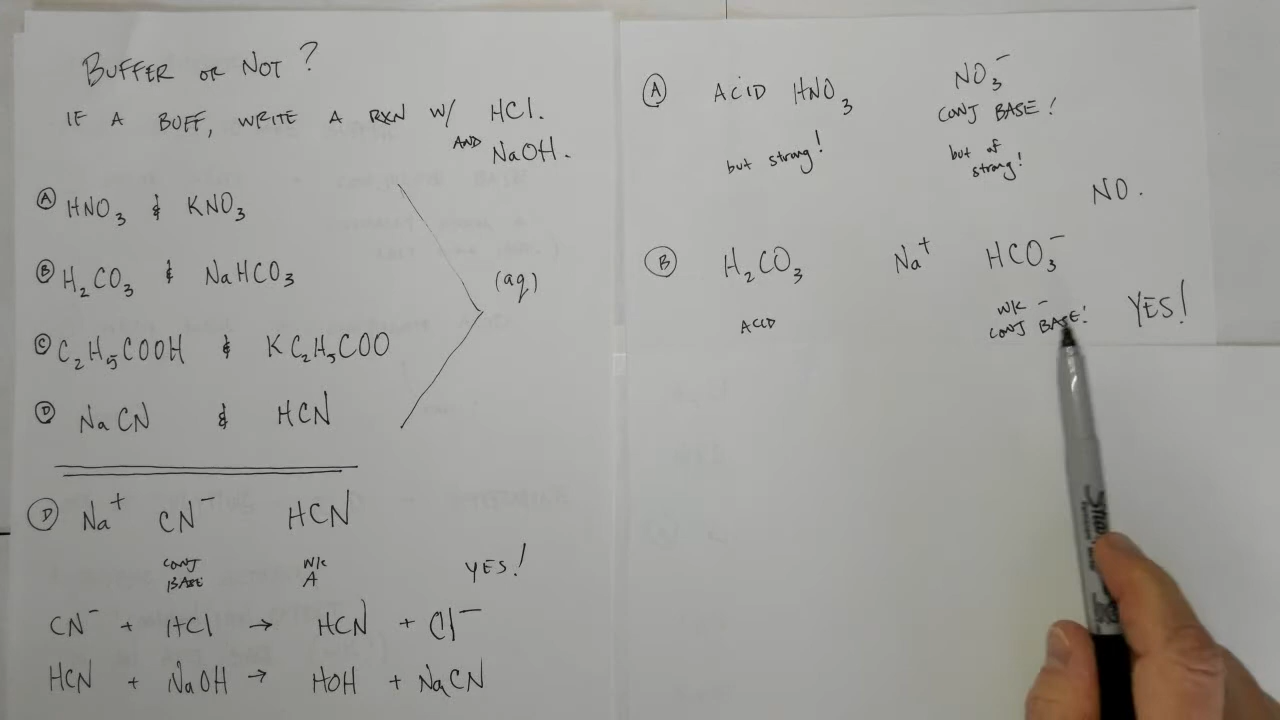 BUFFER OR NOT?
IF A BUFF, WRITE A RXN W/ HCl.
AND NaOH.
Ⓐ HNO₃ & KNO₃
Ⓑ H₂CO₃ & NaHCO₃
(aq)
Ⓒ C₂H₅COOH & KC₂H₅COO
Ⓓ NaCN & HCN
Ⓓ Na⁺ CN⁻ HCN
CONJ BASE
WK A
YES!
CN⁻ + HCl → HCN + Cl⁻
HCN + NaOH → HOH + NaCN
Ⓐ ACID HNO₃ NO₃⁻
CONJ BASE!
but strong!
but of
strong!
NO.
Ⓑ H₂CO₃ Na⁺ HCO₃⁻
ACID
WK
CONJ BASE!
YES!